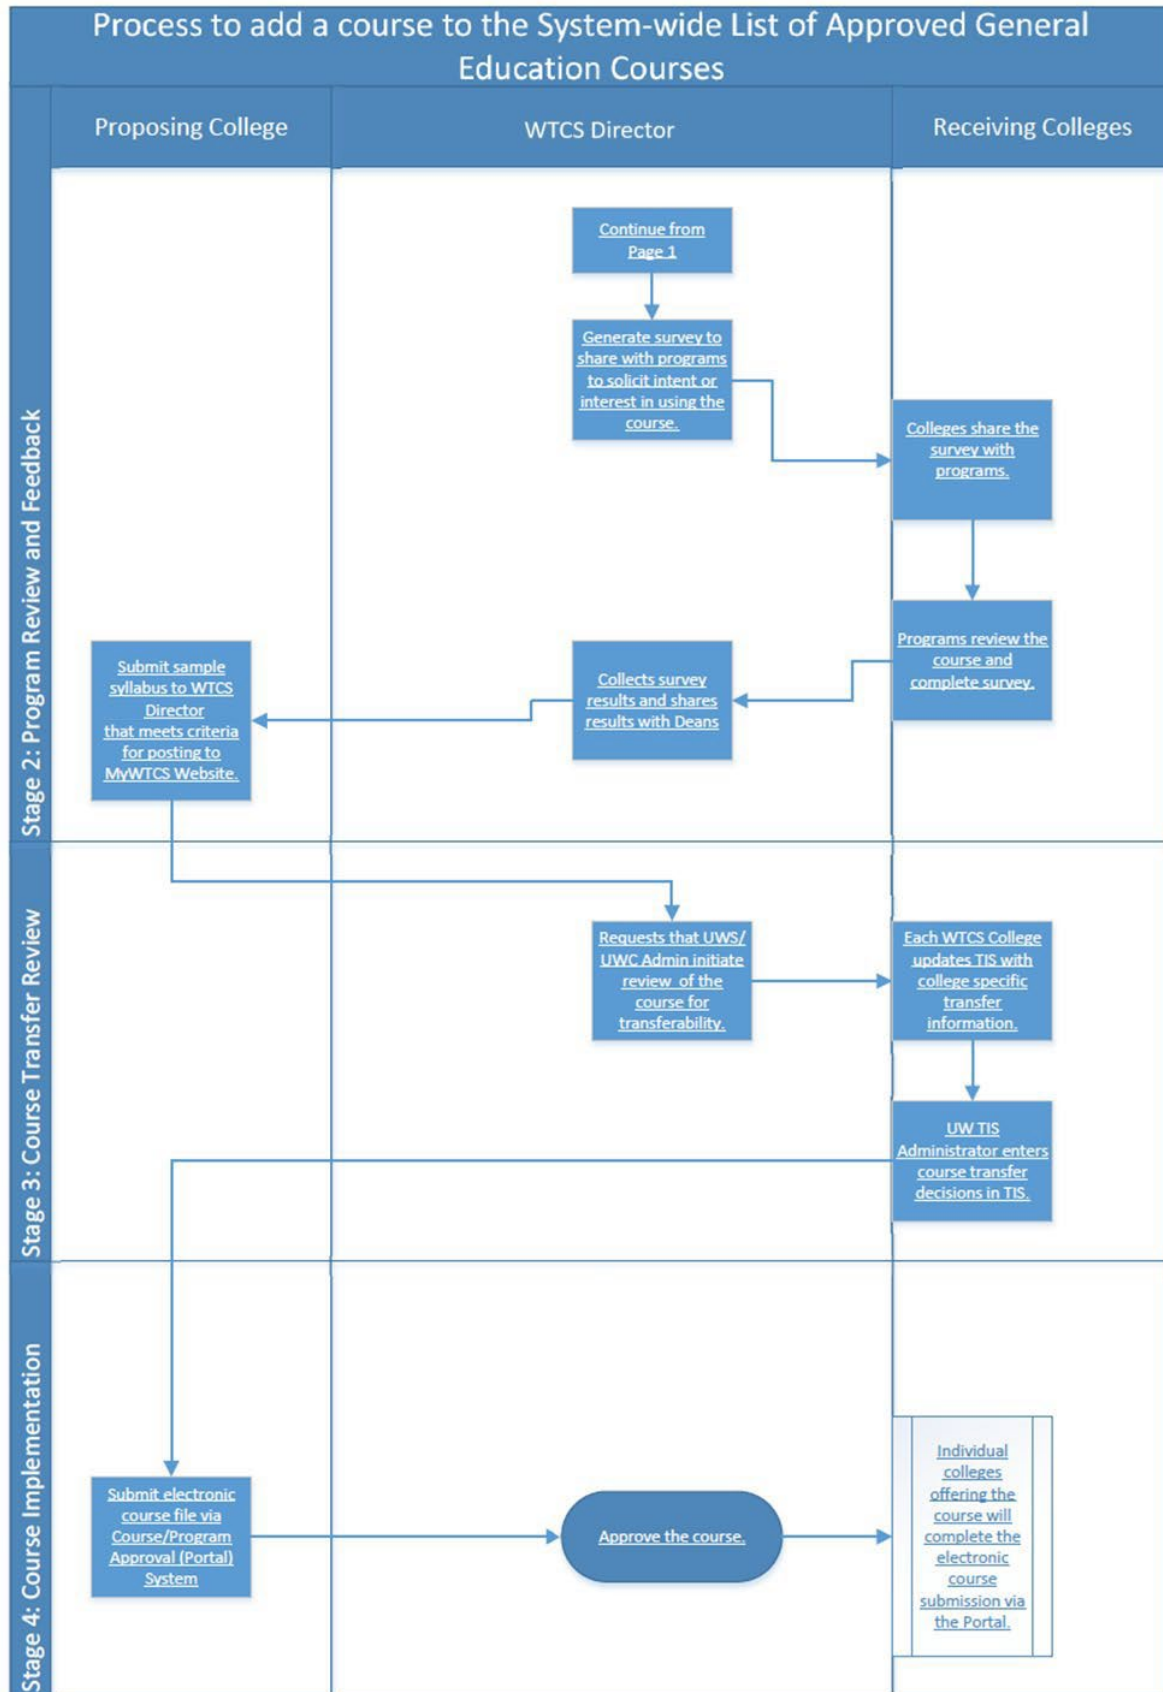 Process to add a course to the System-wide List of Approved General
Education Courses
Proposing College
WTCS Director
Receiving Colleges
Stage 2: Program Review and Feedback
Continue from
Page 1
Generate survey to
share with programs
to solicit intent or
interest in using the
course.
Colleges share the
survey with
programs.
Programs review the
course and
complete survey.
Collects survey
results and shares
results with Deans
Submit sample
syllabus to WTCS
Director
that meets criteria
for posting to
MyWTCS Website.
Stage 3: Course Transfer Review
Requests that UWS/
UWC Admin initiate
review of the
course for
transferability.
Each WTCS College
updates TIS with
college specific
transfer
information.
UW TIS
Administrator enters
course transfer
decisions in TIS.
Stage 4: Course Implementation
Submit electronic
course file via
Course/Program
Approval (Portal)
System
Approve the course.
Individual
colleges
offering the
course will
complete the
electronic
course
submission via
the Portal.